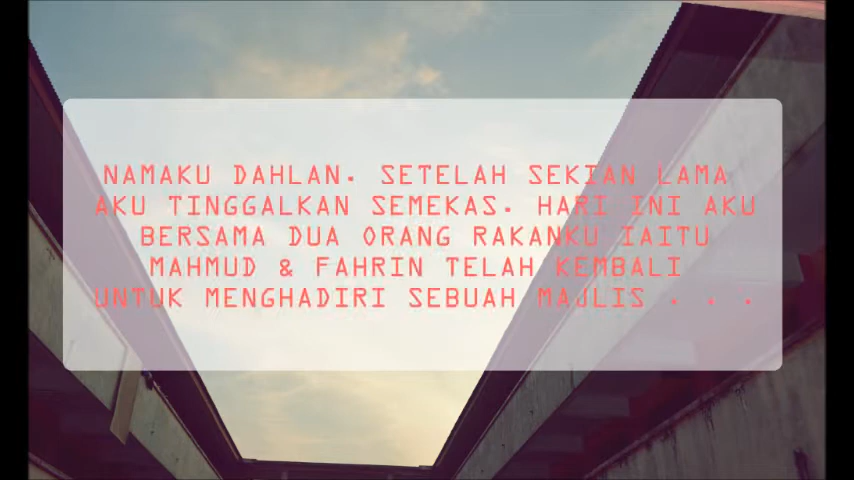 NAMAKU DAHLAN. SETELAH SEKIAN LAMA
AKU TINGGALKAN SEMEKAS. HARI INI AKU
BERSAMA DUA ORANG RAKANKU IAITU
MAHMUD & FAHRIN TELAH KEMBALI
UNTUK MENGHADIRI SEBUAH MAJLIS . . .